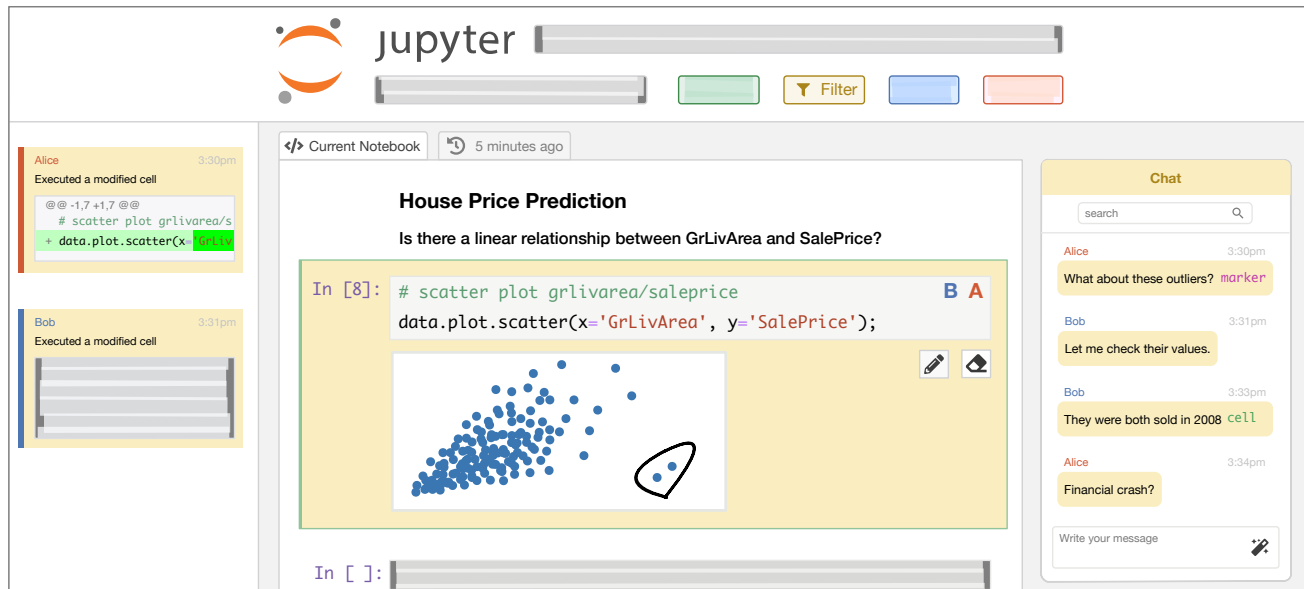 jupyter
Filter
Alice 3:30pm
Executed a modified cell
@@ -1,7 +1,7 @@
# scatter plot grlivarea/s
+ data.plot.scatter(x='GrLiv
Bob 3:31pm
Executed a modified cell
</> Current Notebook
5 minutes ago
House Price Prediction
Is there a linear relationship between GrLivArea and SalePrice?
In [8]:
# scatter plot grlivarea/saleprice
B A
data.plot.scatter(x='GrLivArea', y='SalePrice');
In [ ]:
Chat
search
Alice 3:30pm
What about these outliers? marker
Bob 3:31pm
Let me check their values.
Bob 3:33pm
They were both sold in 2008 cell
Alice 3:34pm
Financial crash?
Write your message